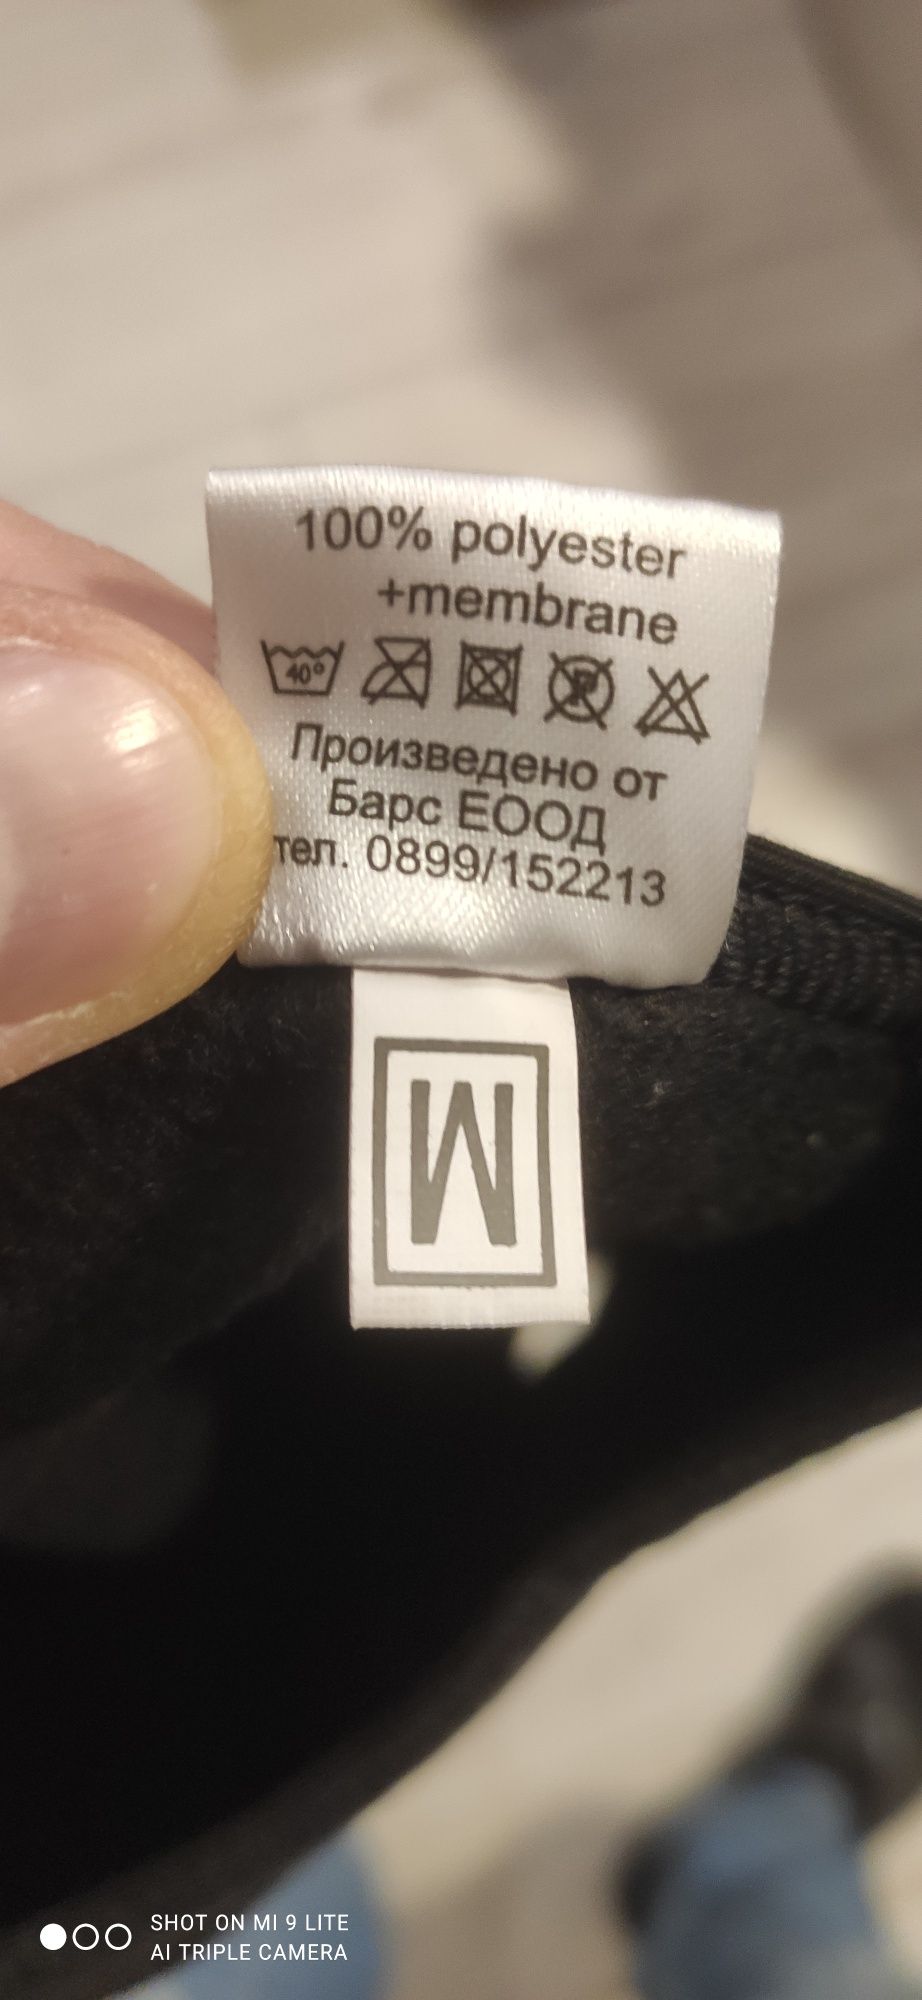 100% polyester
+membrane
40°
P
Произведено от
Барс ЕООД
тел. 0899/152213
M
SHOT ON MI 9 LITE
AI TRIPLE CAMERA